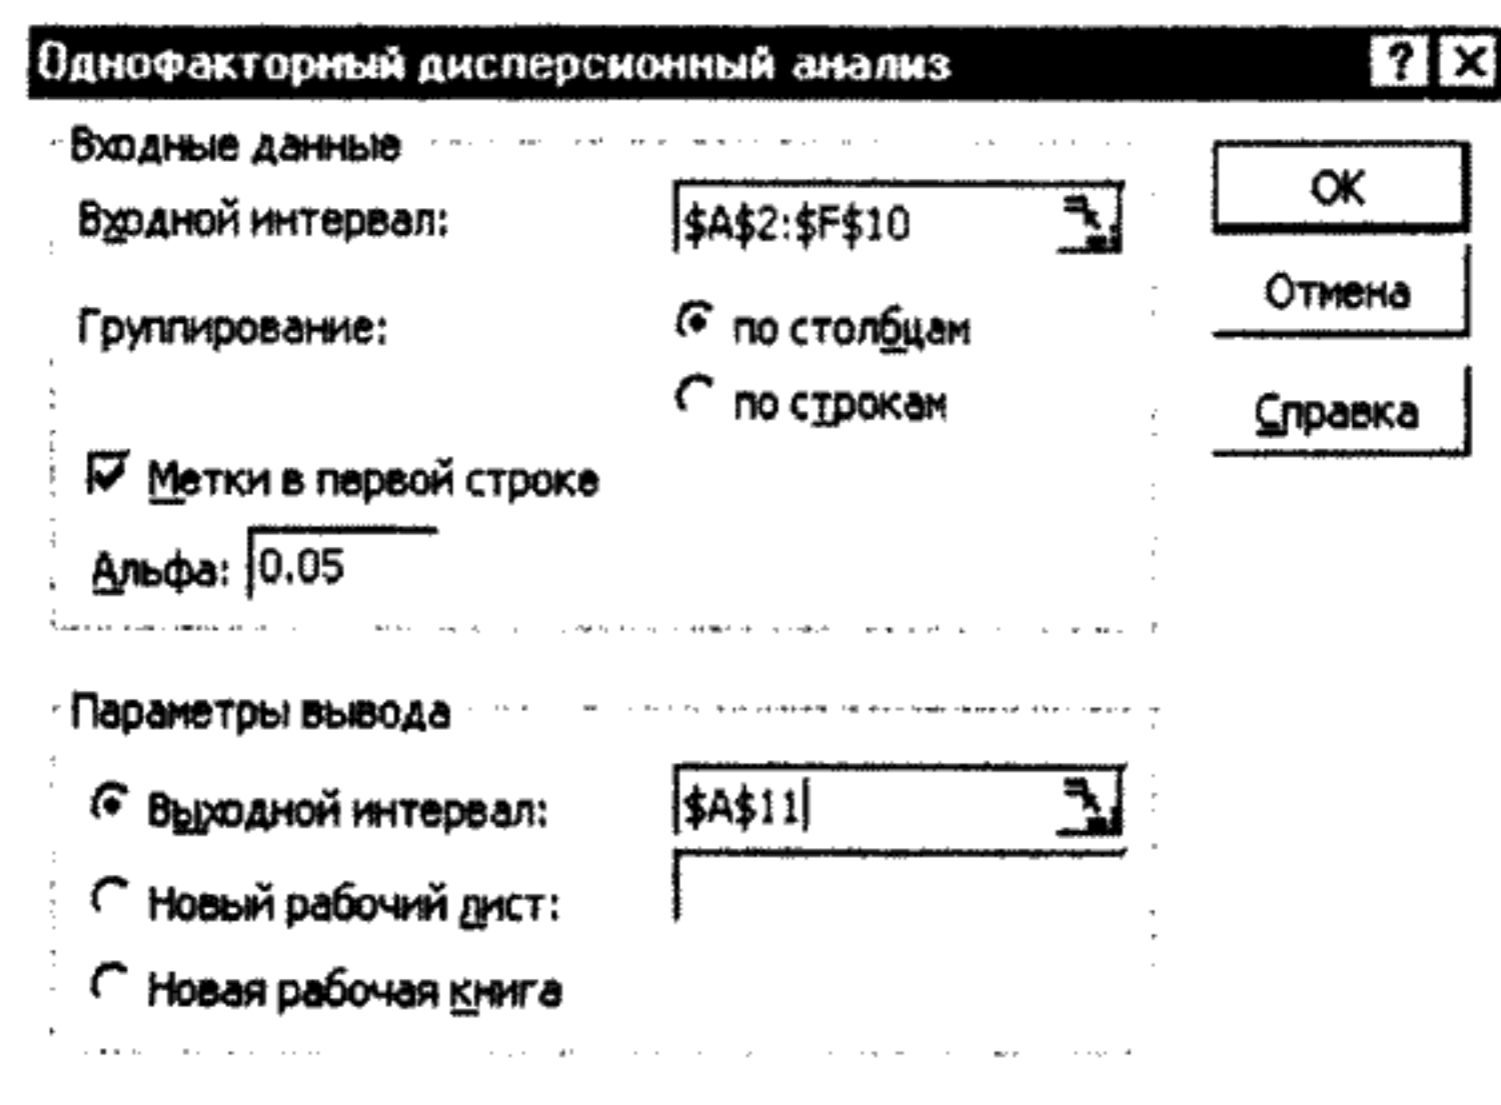 Однофакторный дисперсионный анализ ? ×
Входные данные
Входной интервал: $A$2:$F$10
OK
Отмена
Группирование: по столбцам
по строкам
Справка
Метки в первой строке
Альфа: 0.05
Параметры вывода
Выходной интервал: $A$11
Новый рабочий лист:
Новая рабочая книга